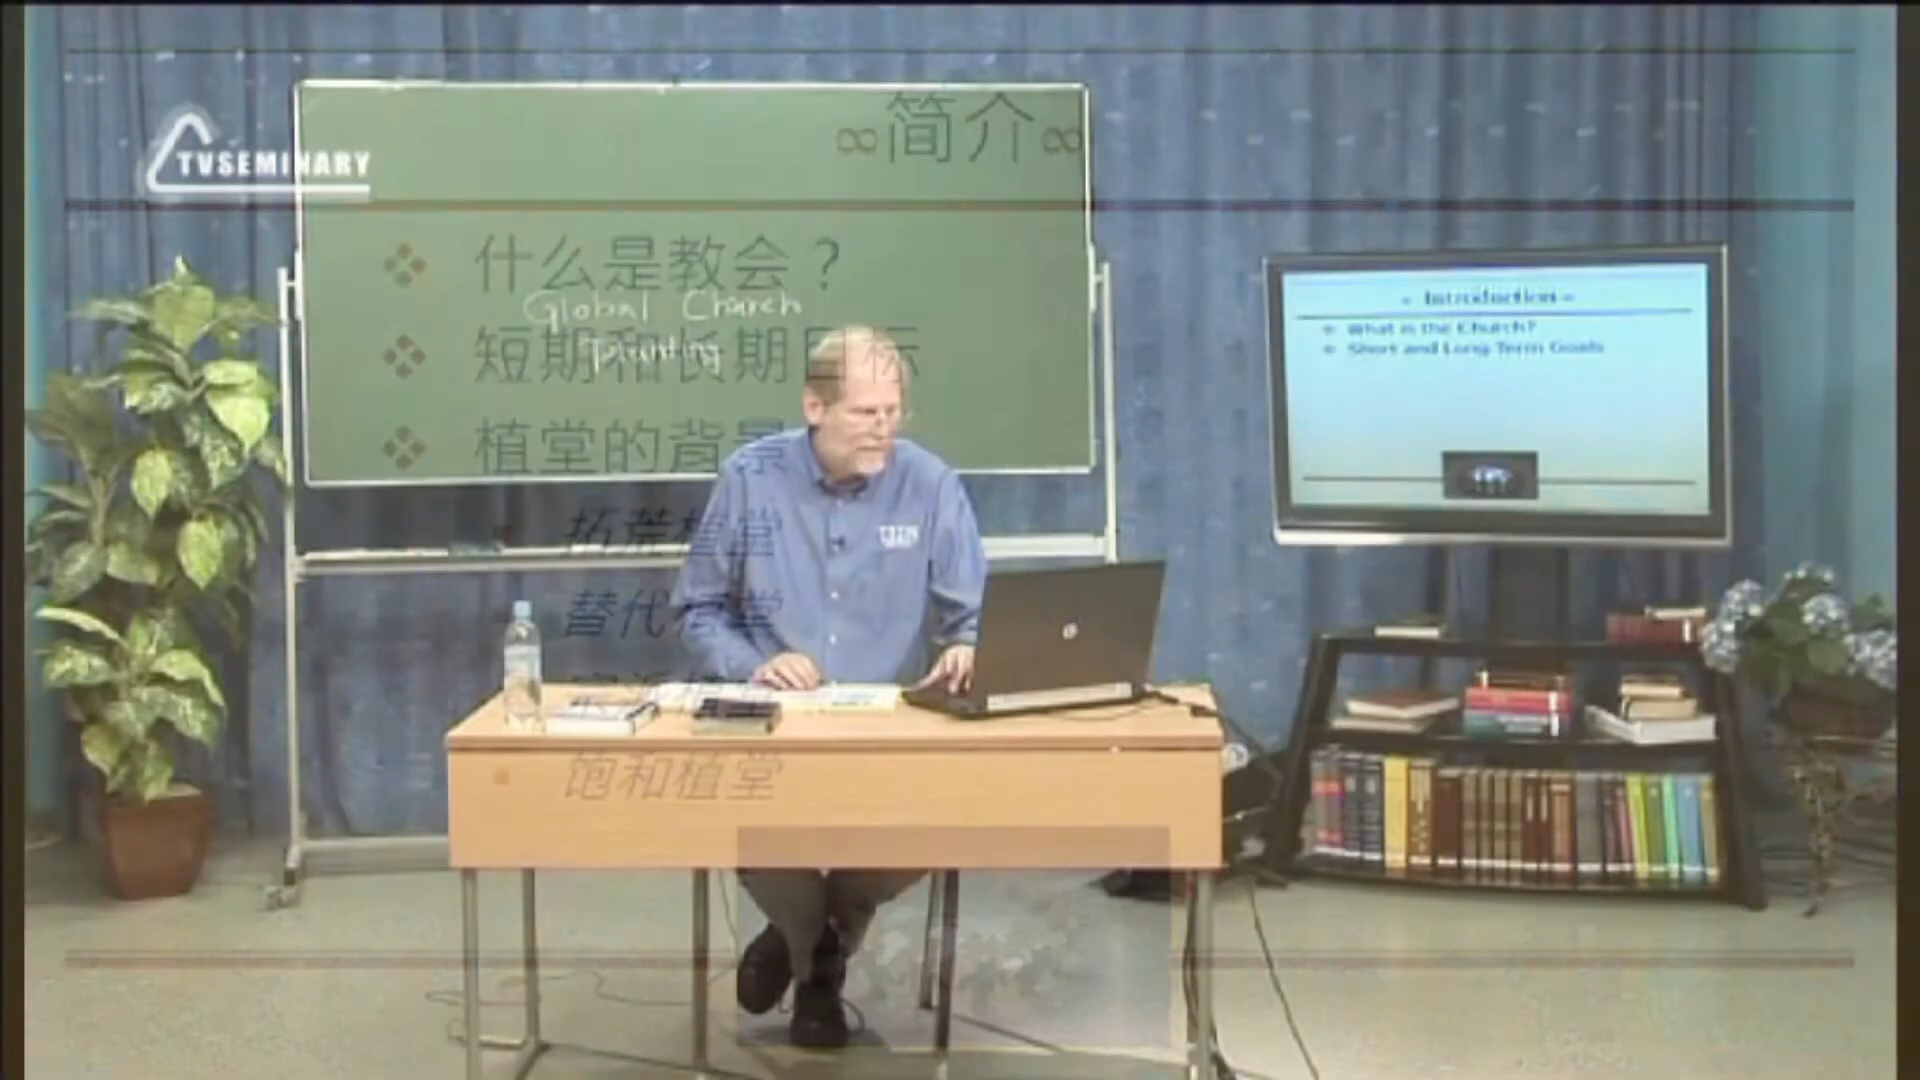 ∞简介∞
TVSEMINARY
什么是教会？
Global Church
Planting
短期和长期目标
植堂的背景
拓荒植堂
替代植堂
饱和植堂
Introduction
What is the Church?
Short and Long Term Goals